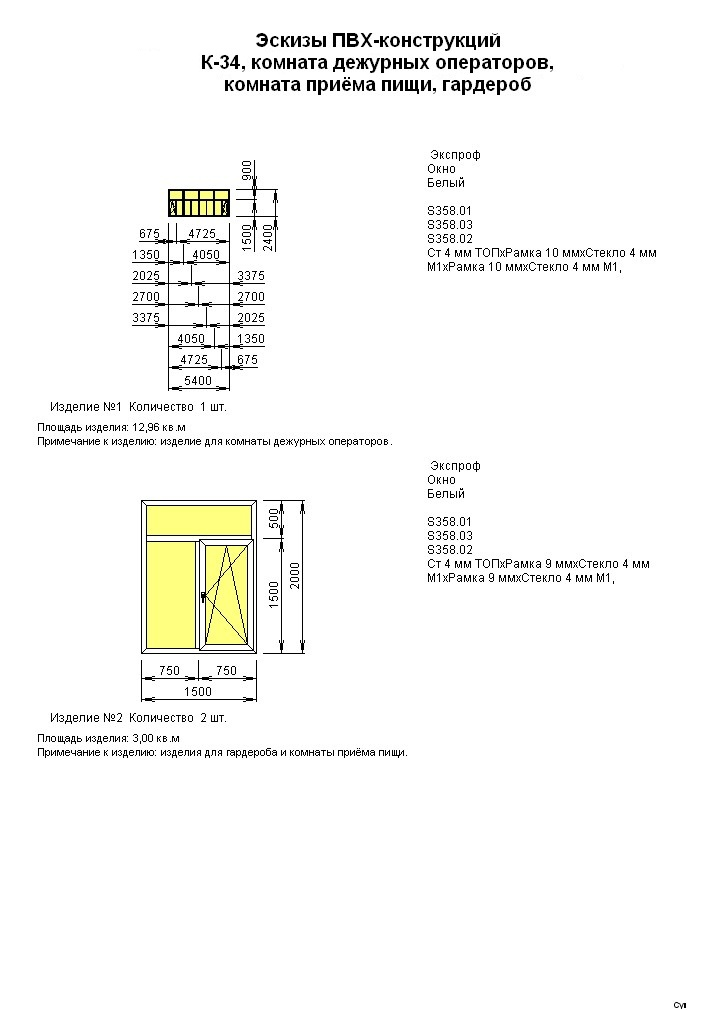 Эскизы ПВХ-конструкций
К-34, комната дежурных операторов,
комната приёма пищи, гардероб
Экспроф
Окно
Белый
S358.01
S358.03
S358.02
Ст 4 мм ТОПхРамка 10 ммхСтекло 4 мм
М1хРамка 10 ммхСтекло 4 мм М1,
900
1500
2400
675 4725
1350 4050
2025 3375
2700 2700
3375 2025
4050 1350
4725 675
5400
Изделие №1 Количество 1 шт.
Площадь изделия: 12,96 кв.м
Примечание к изделию: изделие для комнаты дежурных операторов.
Экспроф
Окно
Белый
S358.01
S358.03
S358.02
Ст 4 мм ТОПхРамка 9 ммхСтекло 4 мм
М1хРамка 9 ммхСтекло 4 мм М1,
500
1500
2000
750 750
1500
Изделие №2 Количество 2 шт.
Площадь изделия: 3,00 кв.м
Примечание к изделию: изделия для гардероба и комнаты приёма пищи.